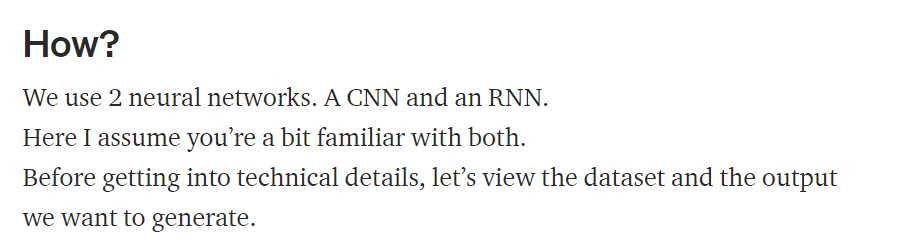 How?
We use 2 neural networks. A CNN and an RNN.
Here I assume you’re a bit familiar with both.
Before getting into technical details, let’s view the dataset and the output
we want to generate.